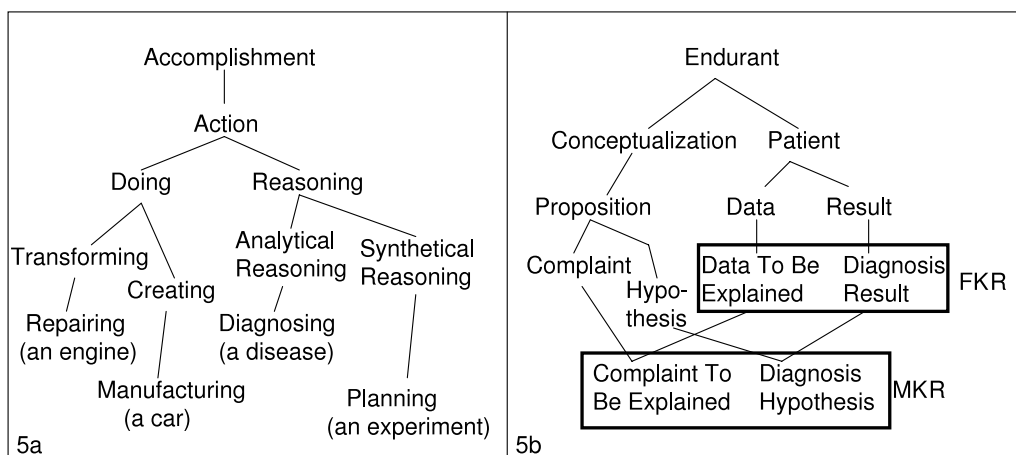 Accomplishment
Action
Doing
Reasoning
Transforming
Creating
Analytical
Reasoning
Synthetical
Reasoning
Repairing
(an engine)
Manufacturing
(a car)
Diagnosing
(a disease)
Planning
(an experiment)
5a
Endurant
Conceptualization
Patient
Proposition
Data
Result
Complaint
Hypo-
thesis
Data To Be
Explained
Diagnosis
Result
FKR
Complaint To
Be Explained
Diagnosis
Hypothesis
MKR
5b